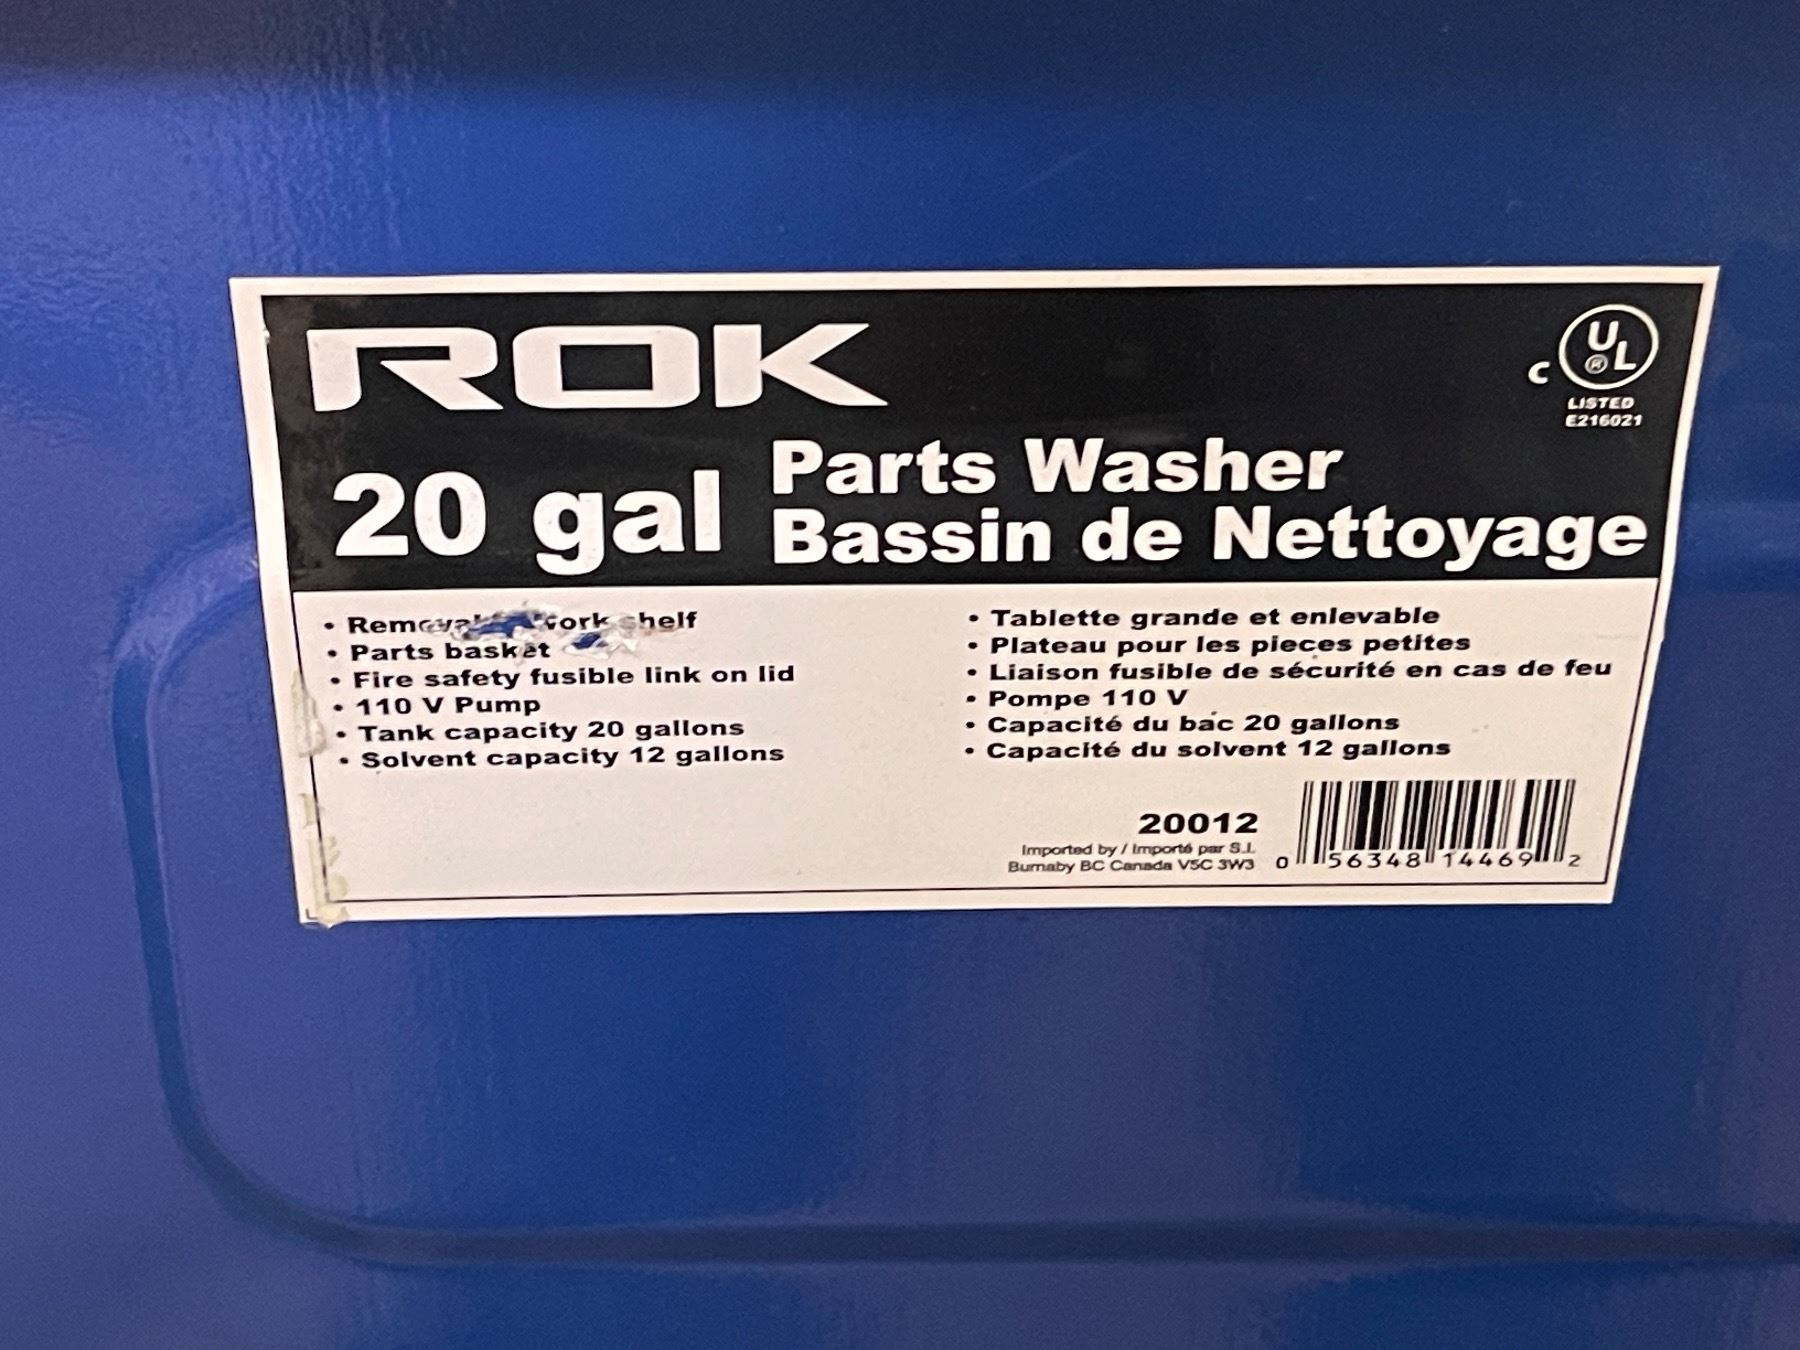 ROK
C UL ®
LISTED
E216021
20 gal
Parts Washer
Bassin de Nettoyage
• Removable work shelf
• Parts basket
• Fire safety fusible link on lid
• 110 V Pump
• Tank capacity 20 gallons
• Solvent capacity 12 gallons
• Tablette grande et enlevable
• Plateau pour les pieces petites
• Liaison fusible de sécurité en cas de feu
• Pompe 110 V
• Capacité du bac 20 gallons
• Capacité du solvent 12 gallons
20012
Imported by / Importé par S.I.
Burnaby BC Canada V5C 3W3
0 56348 14469 2